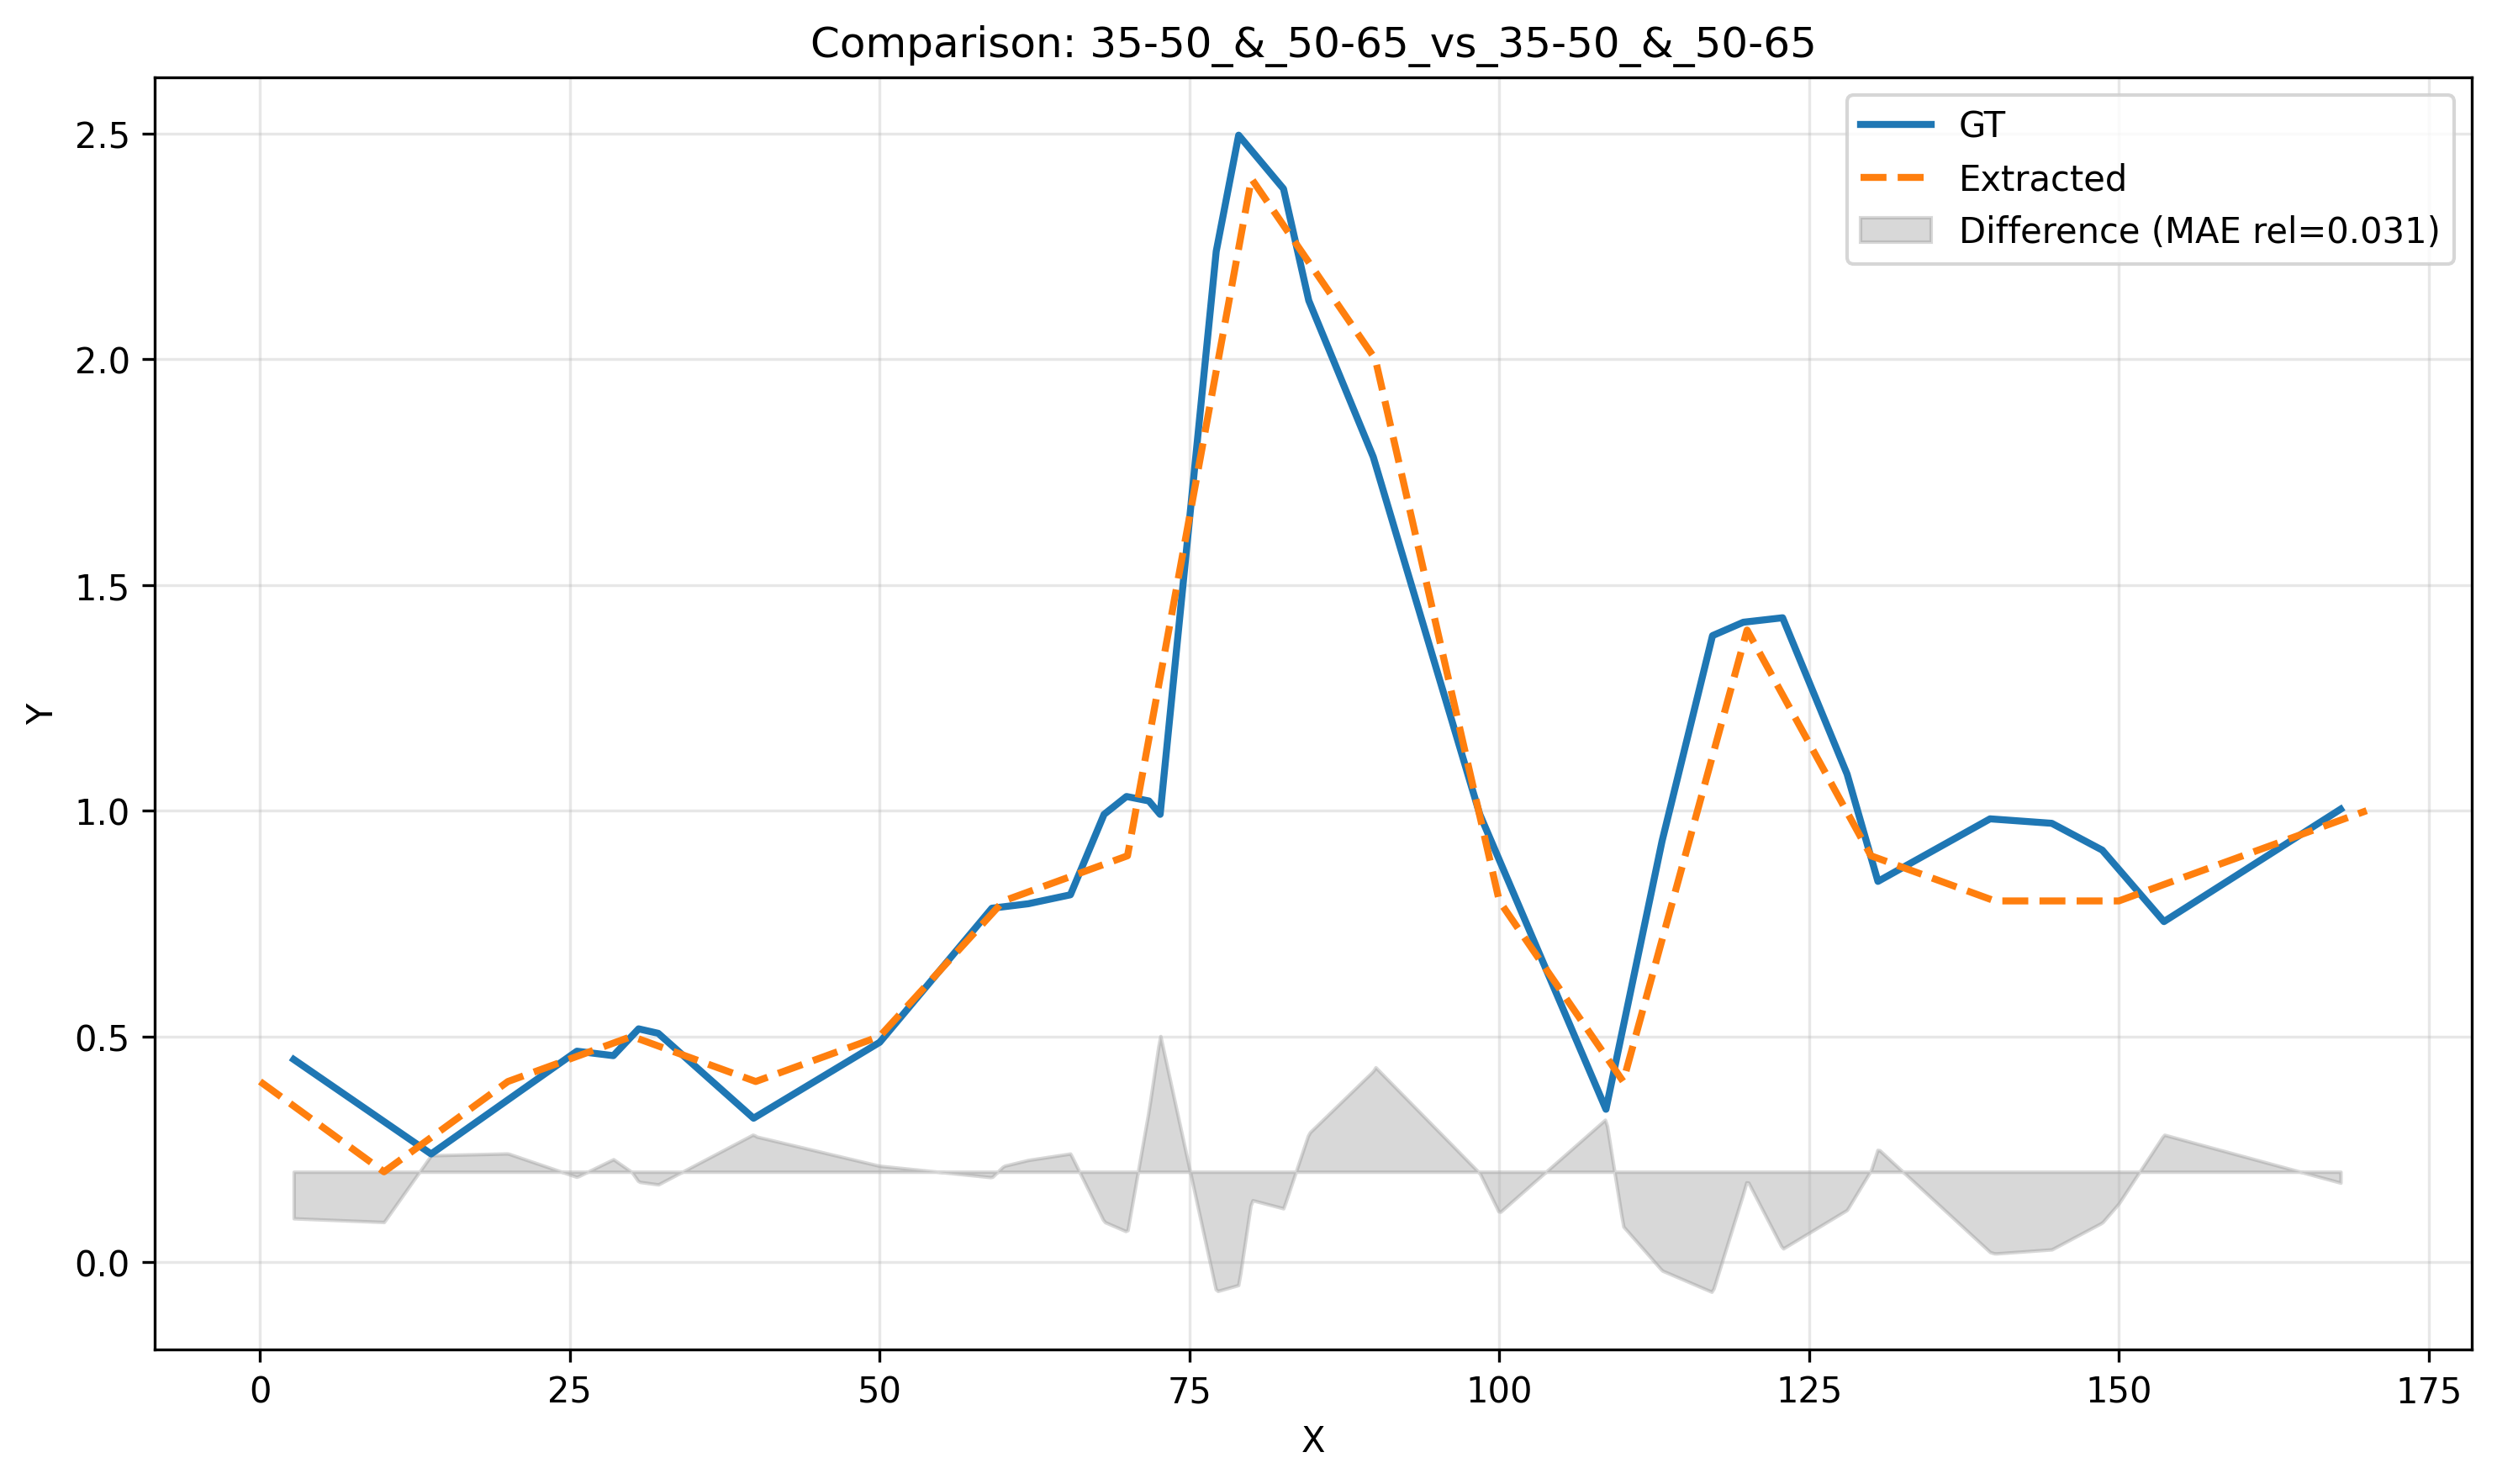 Comparison: 35-50_&_50-65_vs_35-50_&_50-65
GT
Extracted
Difference (MAE rel=0.031)
2.5
2.0
1.5
1.0
0.5
0.0
Y
0 25 50 75 100 125 150 175
X